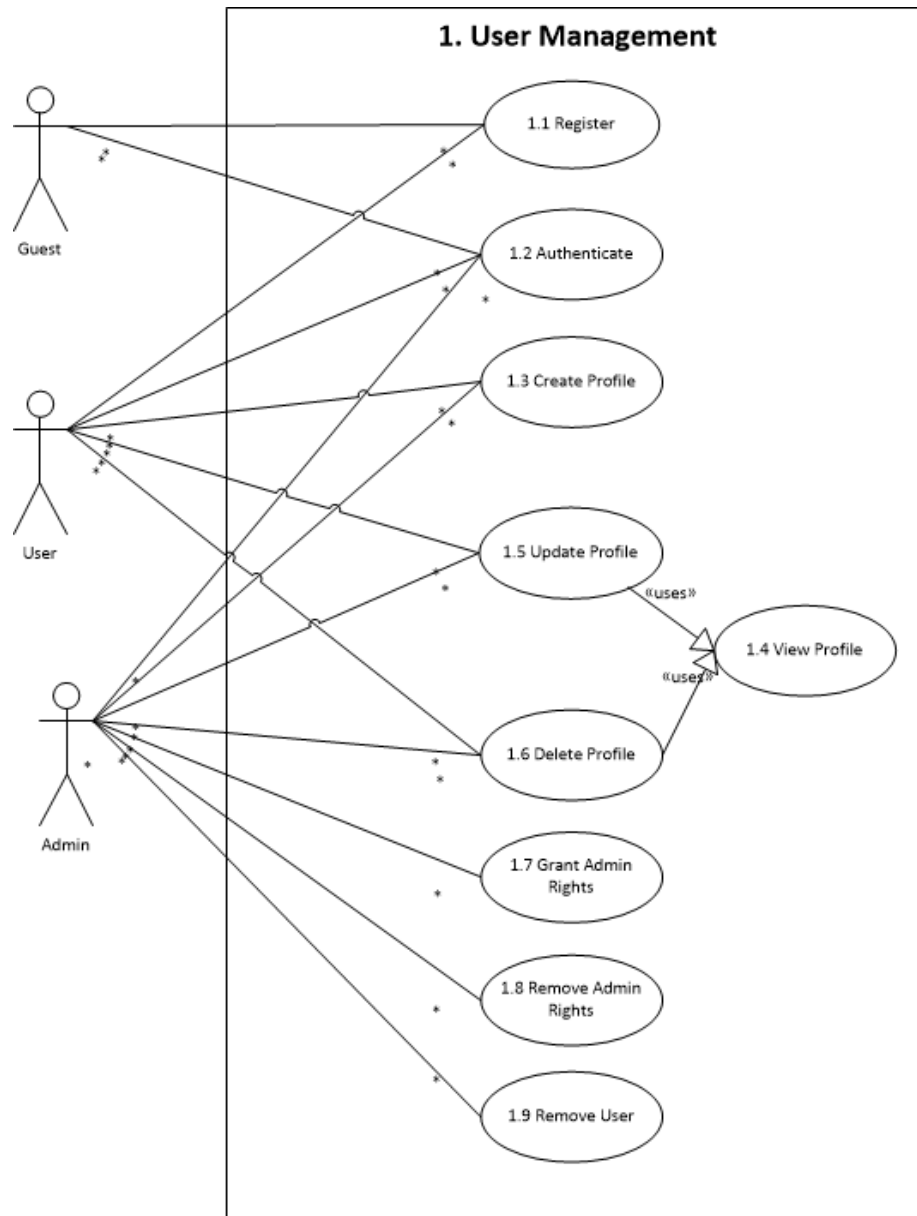 1. User Management
1.1 Register
*
*
*
*
Guest
1.2 Authenticate
*
*
*
1.3 Create Profile
*
*
*
*
*
*
*
User
1.5 Update Profile
*
*
«uses»
1.4 View Profile
«uses»
*
*
*
*
*
*
1.6 Delete Profile
*
*
Admin
1.7 Grant Admin
Rights
*
1.8 Remove Admin
Rights
*
*
1.9 Remove User